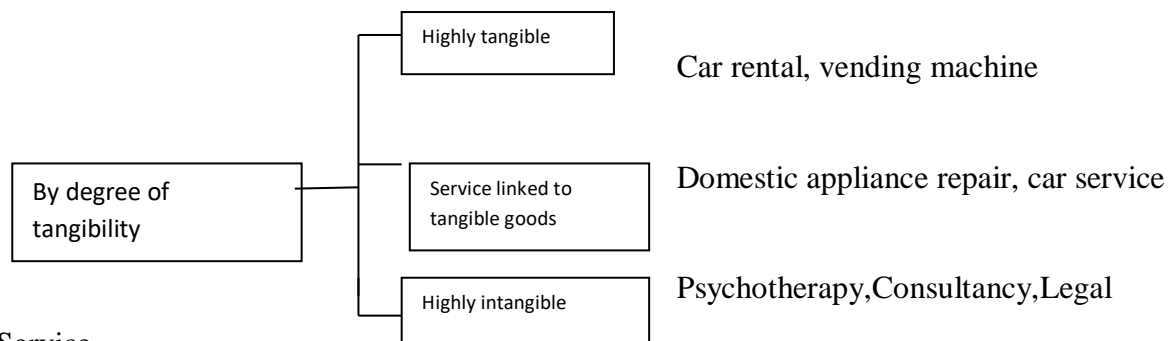 Highly tangible
Car rental, vending machine
By degree of
tangibility
Service linked to
tangible goods
Domestic appliance repair, car service
Highly intangible
Psychotherapy,Consultancy,Legal
Service